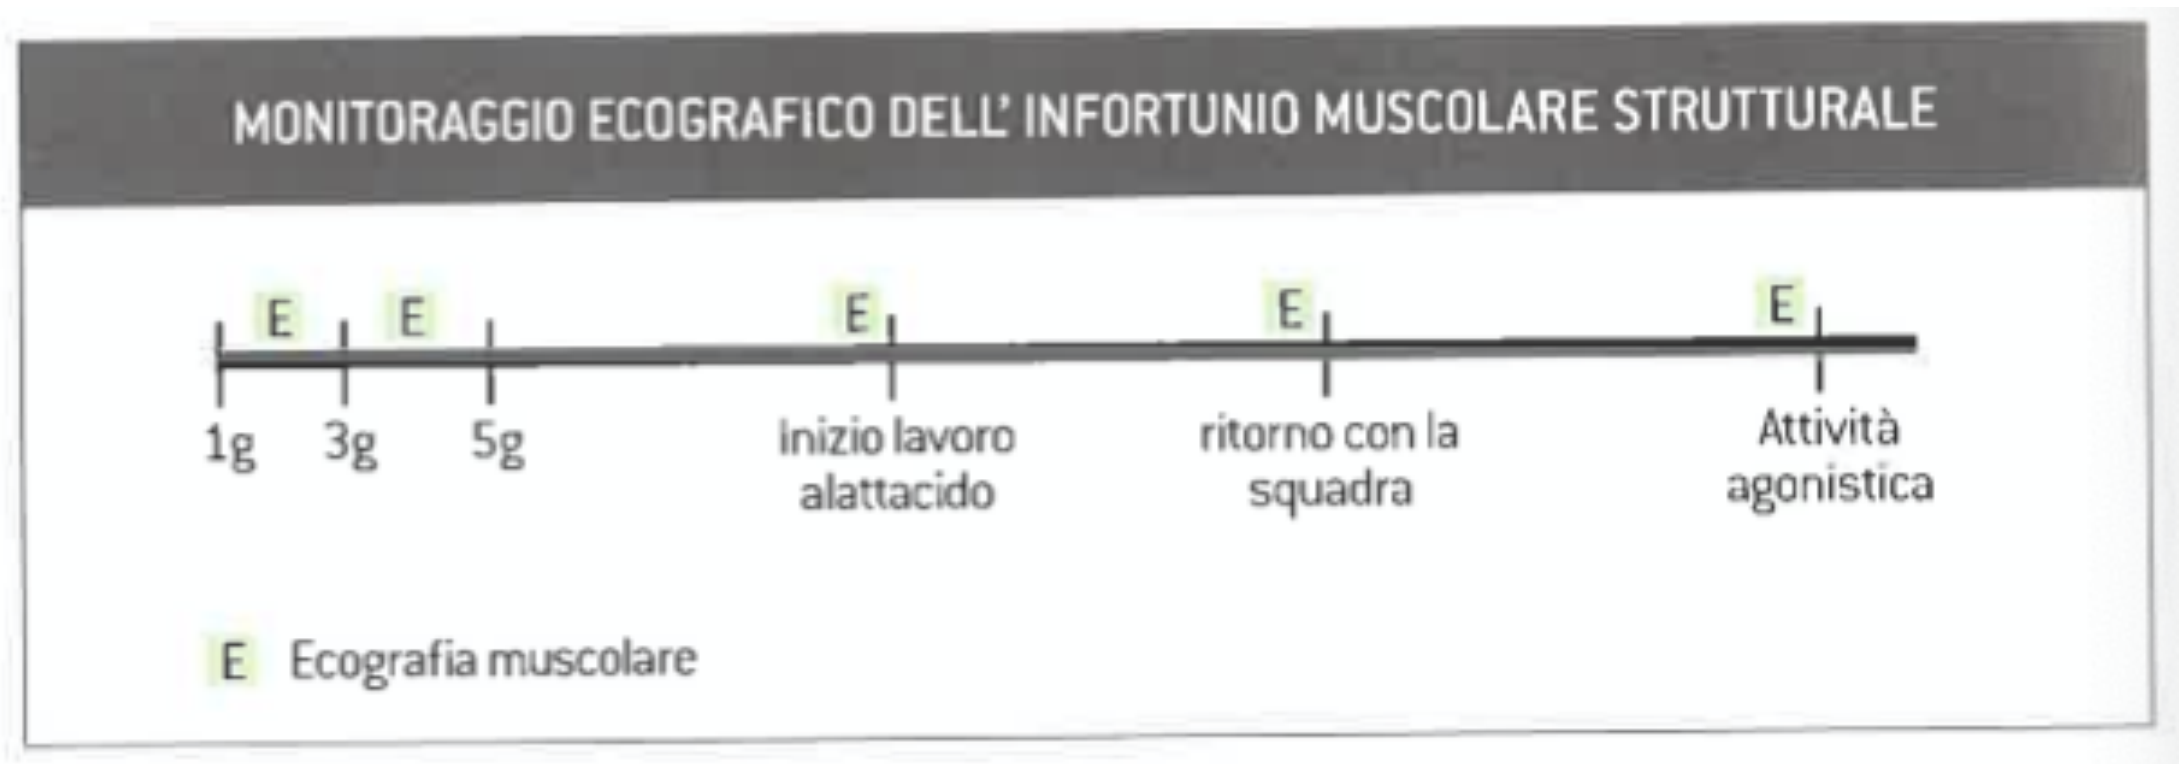 MONITORAGGIO ECOGRAFICO DELL' INFORTUNIO MUSCOLARE STRUTTURALE
E E E E E
1g 3g 5g Inizio lavoro alattacido ritorno con la squadra Attività agonistica
E Ecografia muscolare